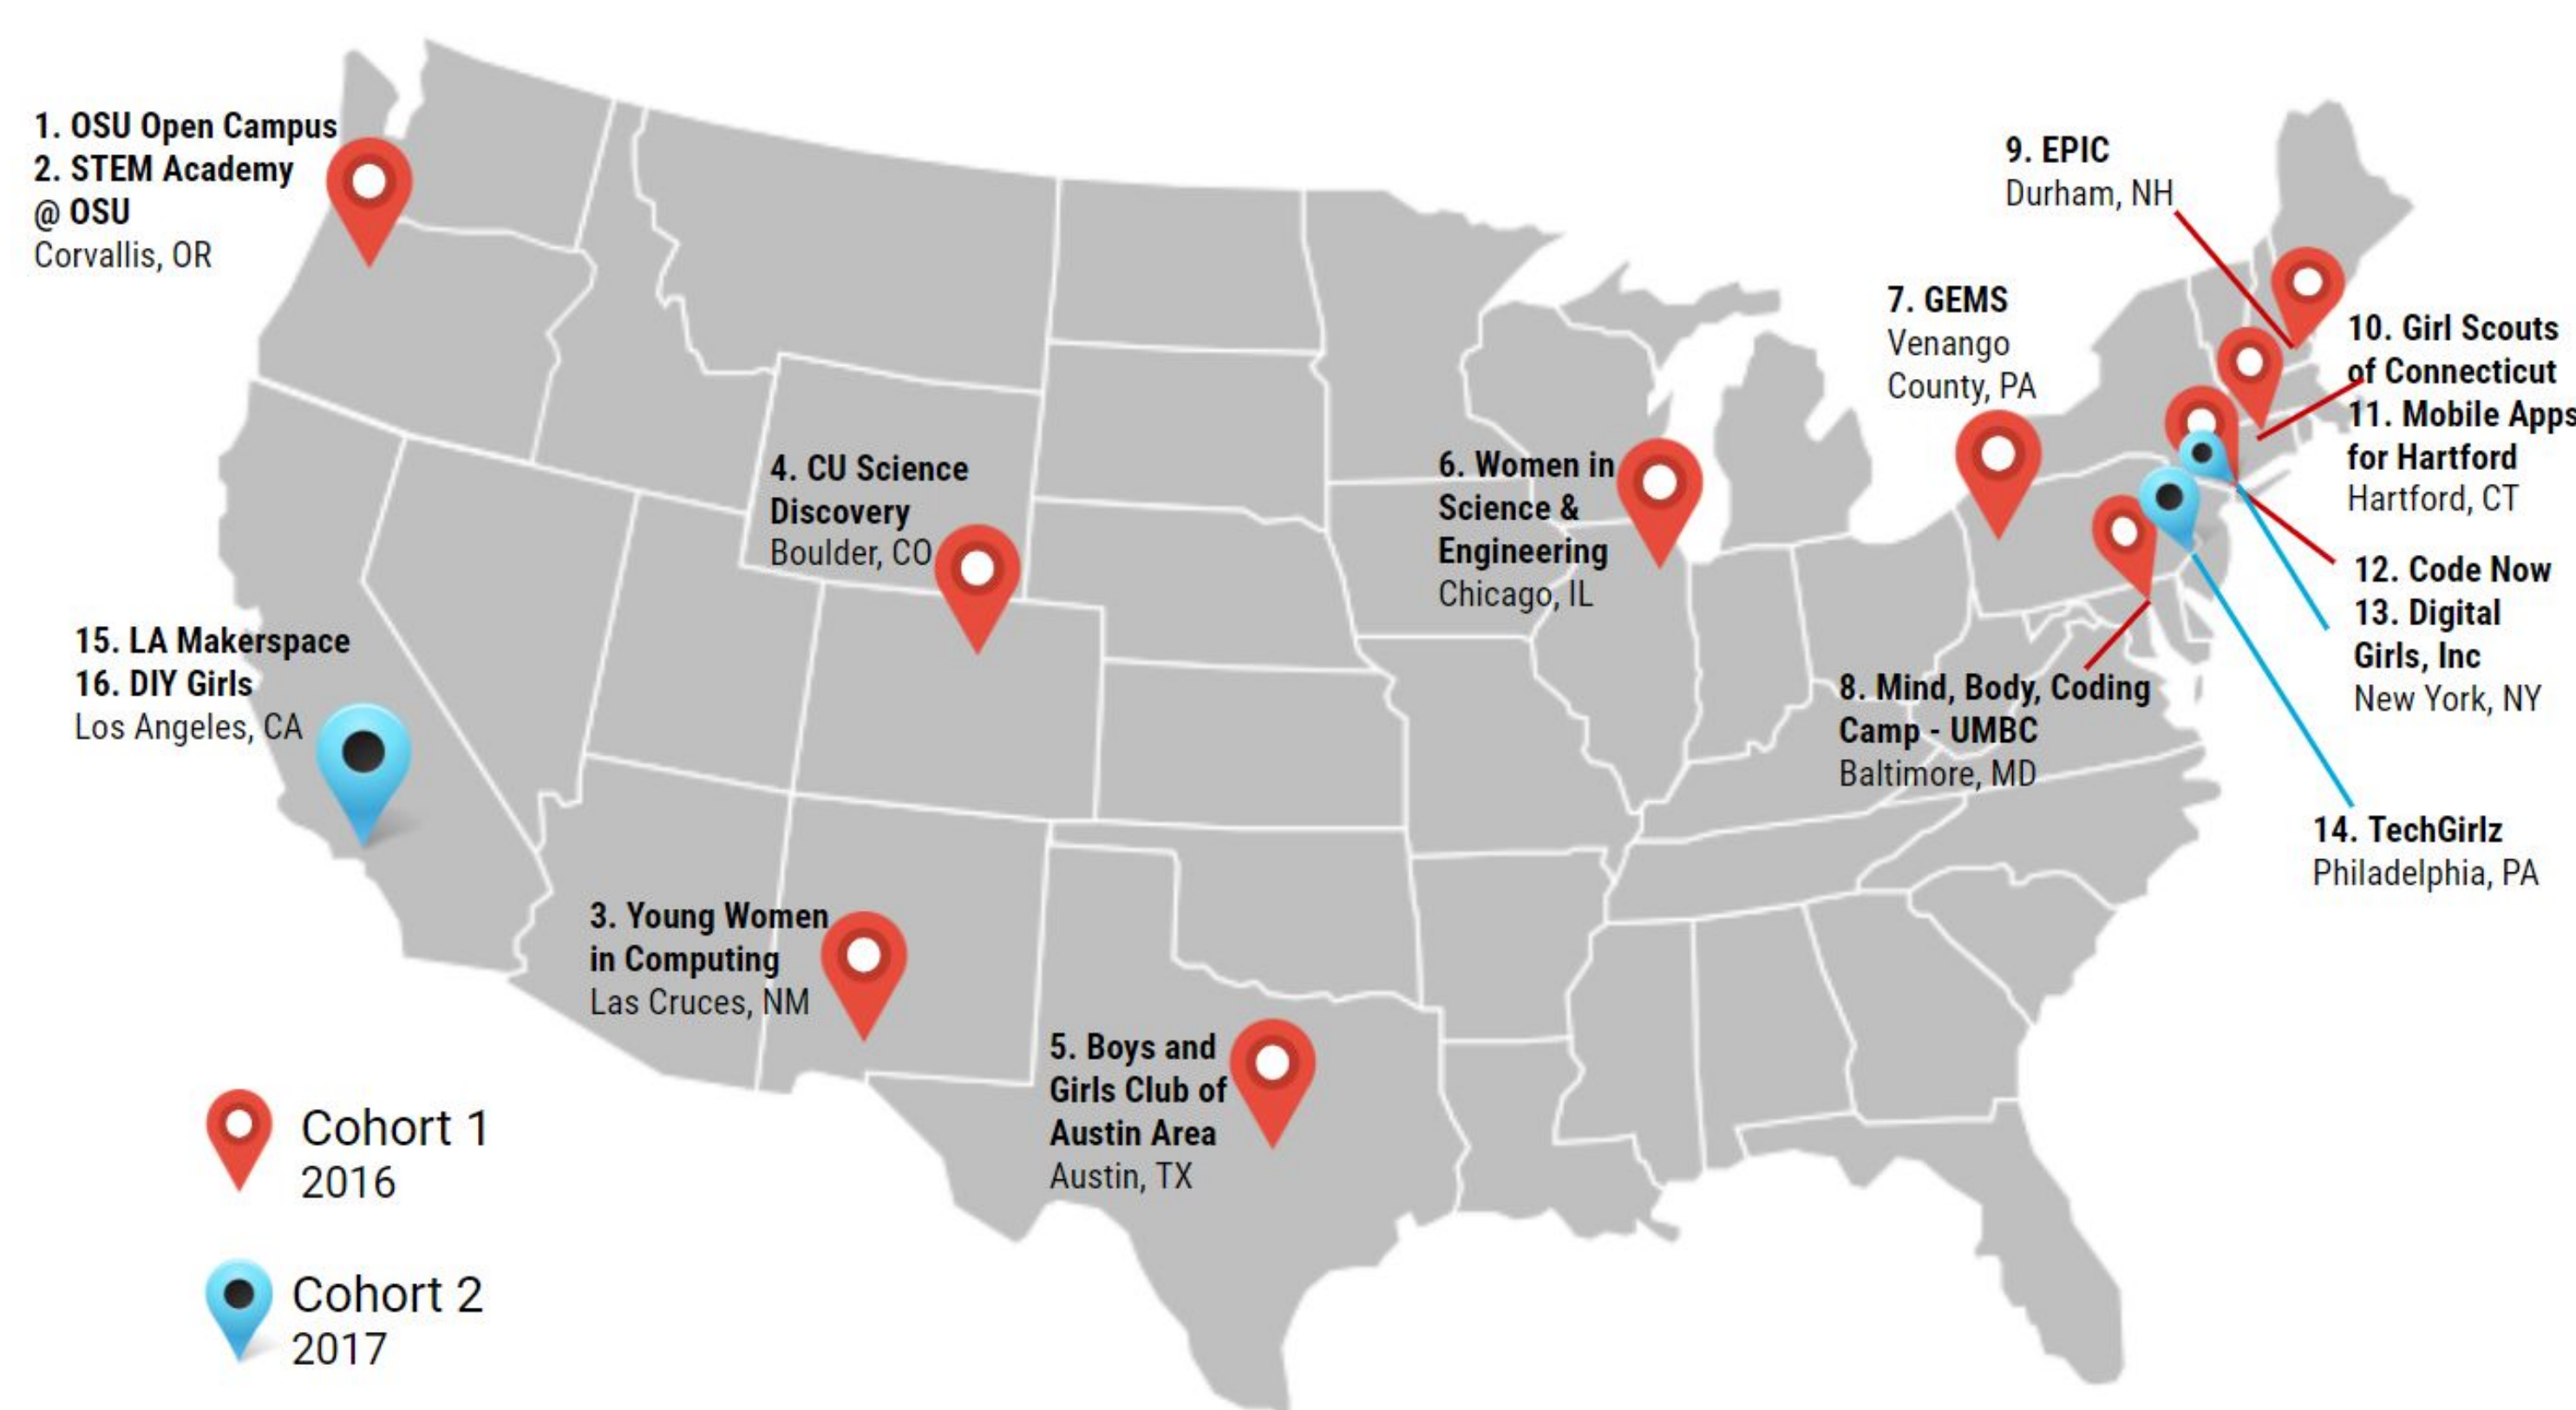 1. OSU Open Campus
2. STEM Academy
@ OSU
Corvallis, OR
9. EPIC
Durham, NH
7. GEMS
Venango
County, PA
10. Girl Scouts
of Connecticut
11. Mobile Apps
for Hartford
Hartford, CT
4. CU Science
Discovery
Boulder, CO
6. Women in
Science &
Engineering
Chicago, IL
12. Code Now
13. Digital
Girls, Inc
New York, NY
15. LA Makerspace
16. DIY Girls
Los Angeles, CA
8. Mind, Body, Coding
Camp - UMBC
Baltimore, MD
14. TechGirlz
Philadelphia, PA
3. Young Women
in Computing
Las Cruces, NM
5. Boys and
Girls Club of
Austin Area
Austin, TX
Cohort 1
2016
Cohort 2
2017